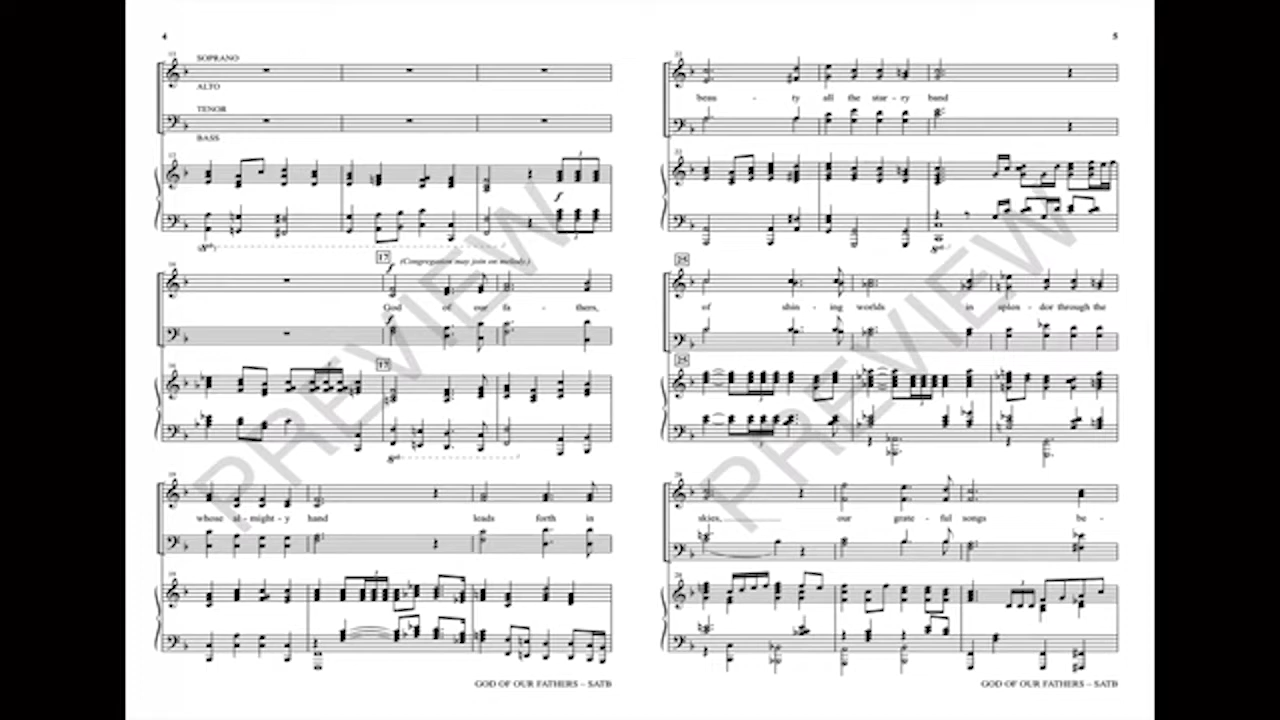 4
SOPRANO
ALTO
TENOR
BASS
f
17
f
(Congregation may join on melody.)
God of our fa - thers,
f
17
whose al - might - y hand leads forth in
GOD OF OUR FATHERS – SATB
5
beau - ty all the star - ry band
25
of shin - ing worlds in splen - dor through the
25
skies, our grate - ful songs be -
GOD OF OUR FATHERS – SATB
PREVIEW
PREVIEW